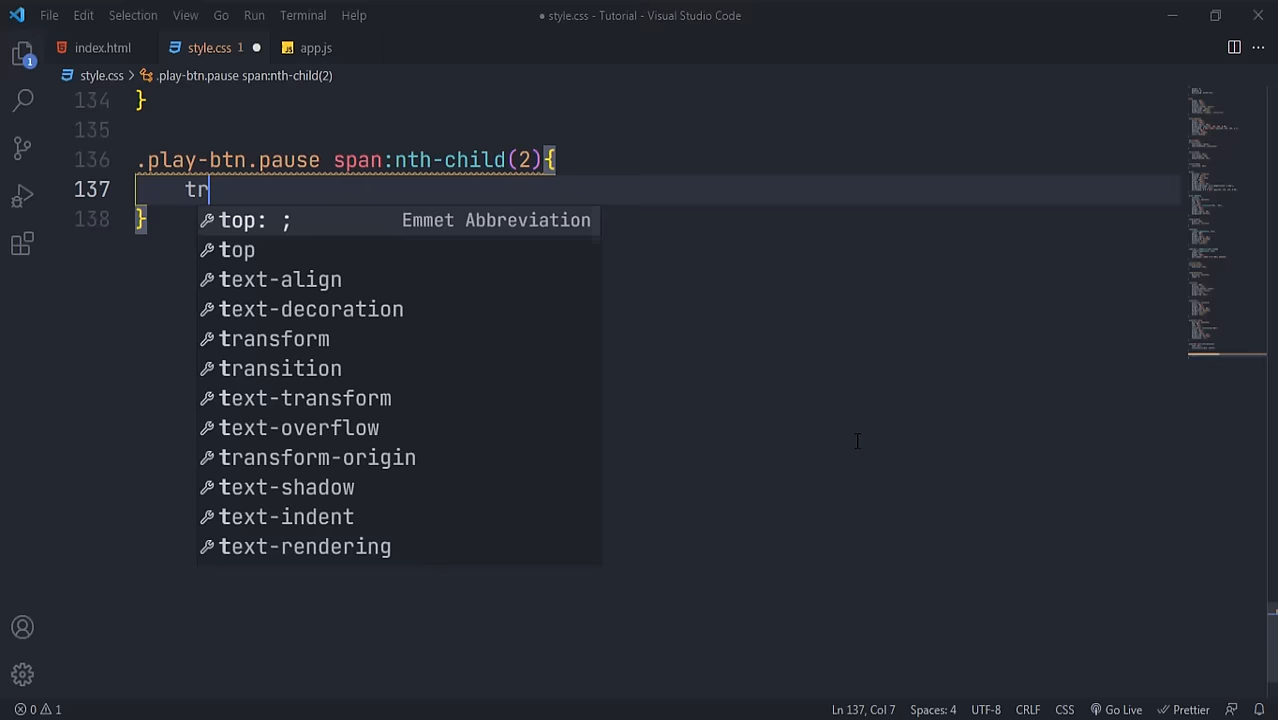 File Edit Selection View Go Run Terminal Help
● style.css - Tutorial - Visual Studio Code
index.html style.css 1 app.js
style.css > .play-btn.pause span:nth-child(2)
134 }
135
136 .play-btn.pause span:nth-child(2){
137 tr
138 }
top: ; Emmet Abbreviation
top
text-align
text-decoration
transform
transition
text-transform
text-overflow
transform-origin
text-shadow
text-indent
text-rendering
1
0 1 Ln 137, Col 7 Spaces: 4 UTF-8 CRLF CSS Go Live Prettier